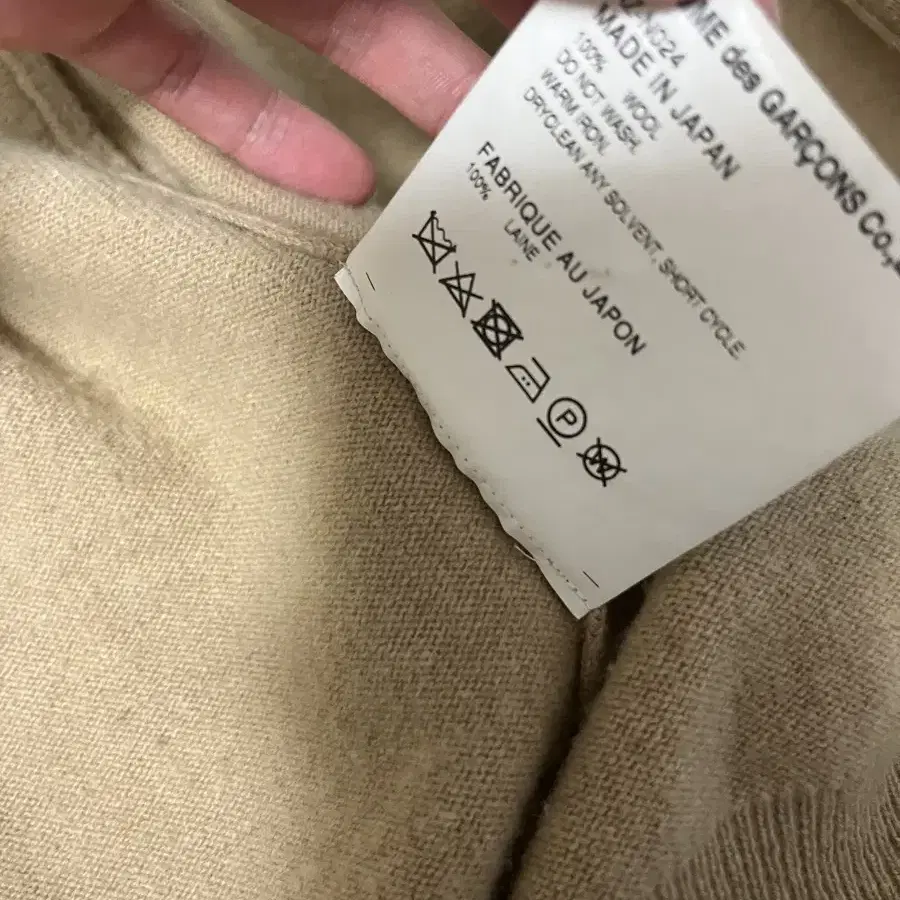 ME des GARÇONS Co.,
N024
MADE IN JAPAN
100% WOOL
DO NOT WASH.
WARM IRON.
DRYCLEAN ANY SOLVENT, SHORT CYCLE
FABRIQUE AU JAPON
100% LAINE
P
W